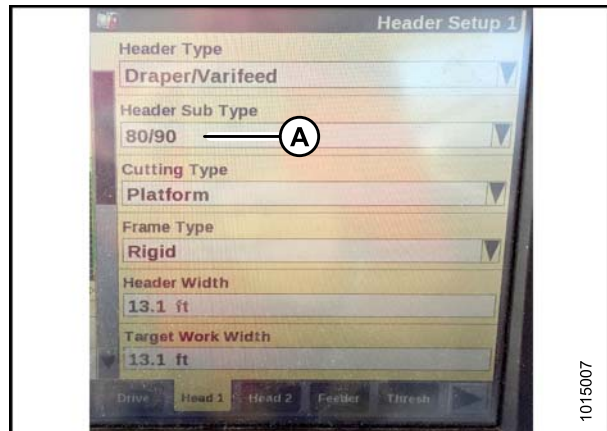 Header Setup 1
Header Type
Draper/Varifeed
Header Sub Type
80/90
A
Cutting Type
Platform
Frame Type
Rigid
Header Width
13.1 ft
Target Work Width
13.1 ft
Drive Head 1 Head 2 Feeder Thresh
1015007